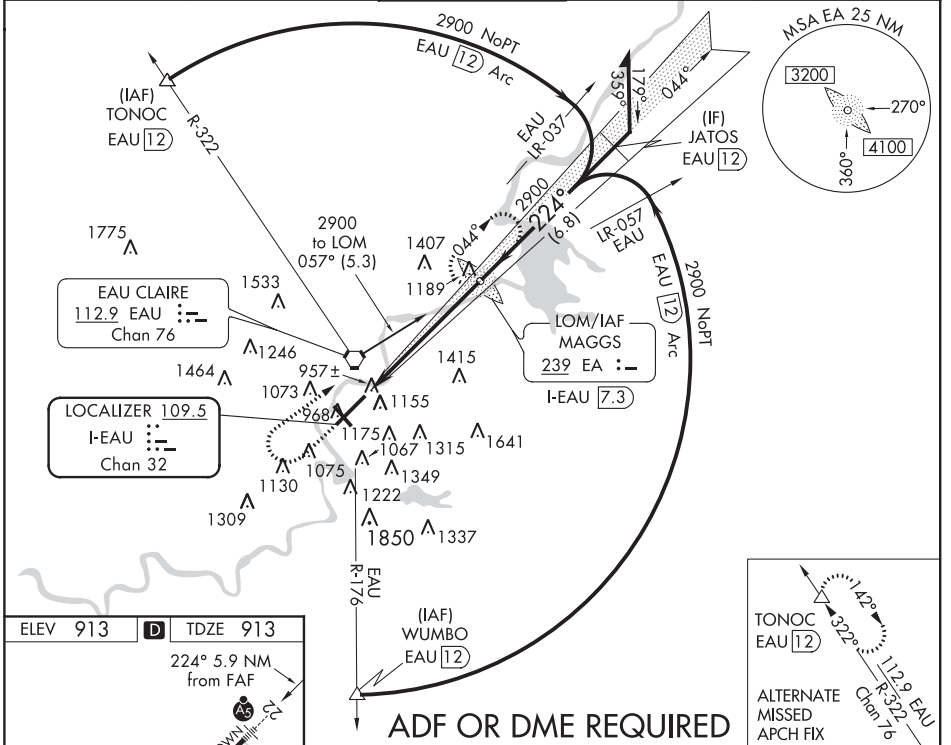 2900 NoPT
EAU 12 Arc
MSA EA 25 NM
3200
270°
4100
360°
(IAF)
TONOC
EAU 12
R-322
EAU
LR-037
359°
179°
044°
(IF)
JATOS
EAU 12
2900
224°
(6.8)
044°
LR-057
EAU
2900 NoPT
EAU 12 Arc
2900
to LOM
057° (5.3)
1775
1533
1407
1189
EAU CLAIRE
112.9 EAU
Chan 76
LOM/IAF
MAGGS
239 EA
I-EAU 7.3
1246
1464
957±
1073
1415
968
1155
LOCALIZER 109.5
I-EAU
Chan 32
1175
1315
1641
1067
1075
1349
1130
1222
1309
1850
1337
EAU
R-176
(IAF)
WUMBO
EAU 12
ELEV 913 D TDZE 913
224° 5.9 NM
from FAF
A5
22
ADF OR DME REQUIRED
TONOC
EAU 12
142°
322°
112.9 EAU
R-322
Chan 76
ALTERNATE
MISSED
APCH FIX